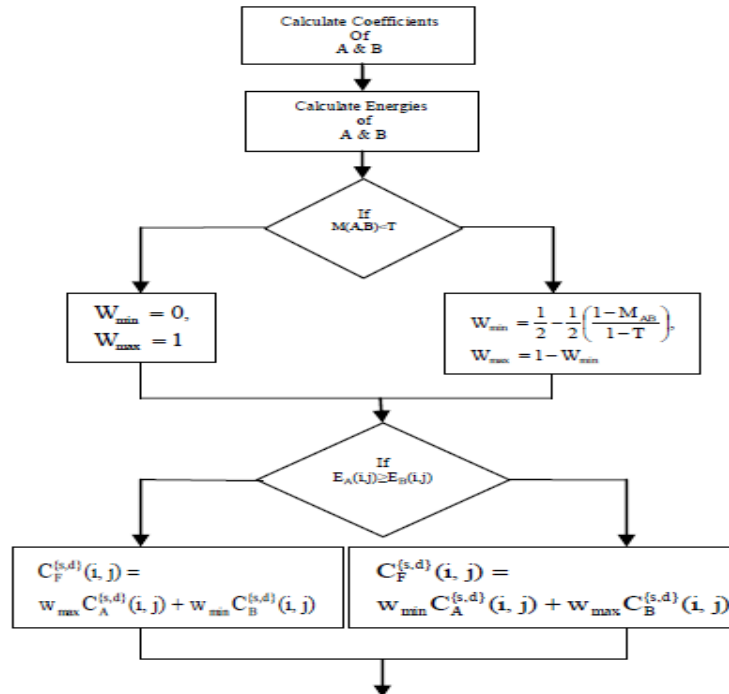 Calculate Coefficients
Of
A & B
Calculate Energies
of
A & B
If
M(A,B)<T
W_min = 0,
W_max = 1
W_min = 1/2 - 1/2((1 - M_AB)/(1 - T)),
W_max = 1 - W_min
If
E_A(i,j)≥E_B(i,j)
C_F^{s,d}(i, j) =
w_max C_A^{s,d}(i, j) + w_min C_B^{s,d}(i, j)
C_F^{s,d}(i, j) =
w_min C_A^{s,d}(i, j) + w_max C_B^{s,d}(i, j)